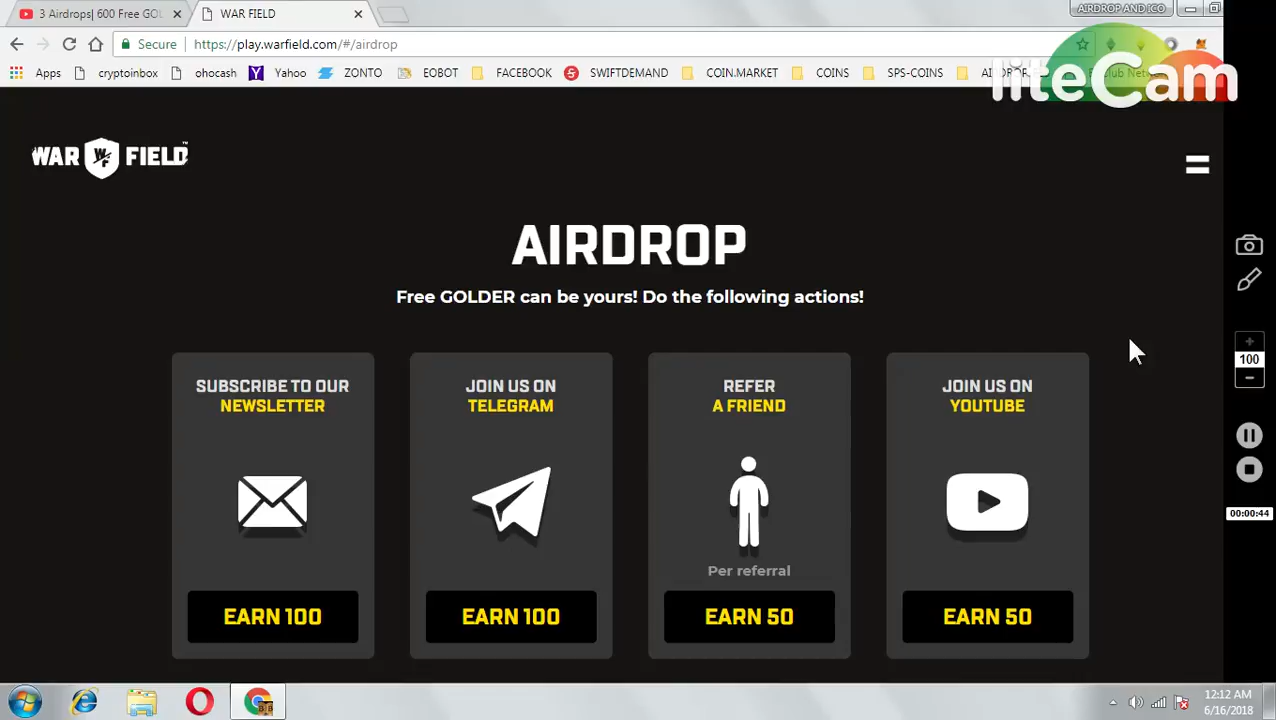 3 Airdrops| 600 Free GOL
WAR FIELD
AIRDROP AND ICO
Secure
https://play.warfield.com/#/airdrop
Apps
cryptoinbox
ohocash
Yahoo
ZONTO
EOBOT
FACEBOOK
SWIFTDEMAND
COIN.MARKET
COINS
SPS-COINS
liteCam
WAR WF FIELD
AIRDROP
Free GOLDER can be yours! Do the following actions!
SUBSCRIBE TO OUR
NEWSLETTER
EARN 100
JOIN US ON
TELEGRAM
EARN 100
REFER
A FRIEND
Per referral
EARN 50
JOIN US ON
YOUTUBE
EARN 50
100
00:00:44
12:12 AM
6/16/2018